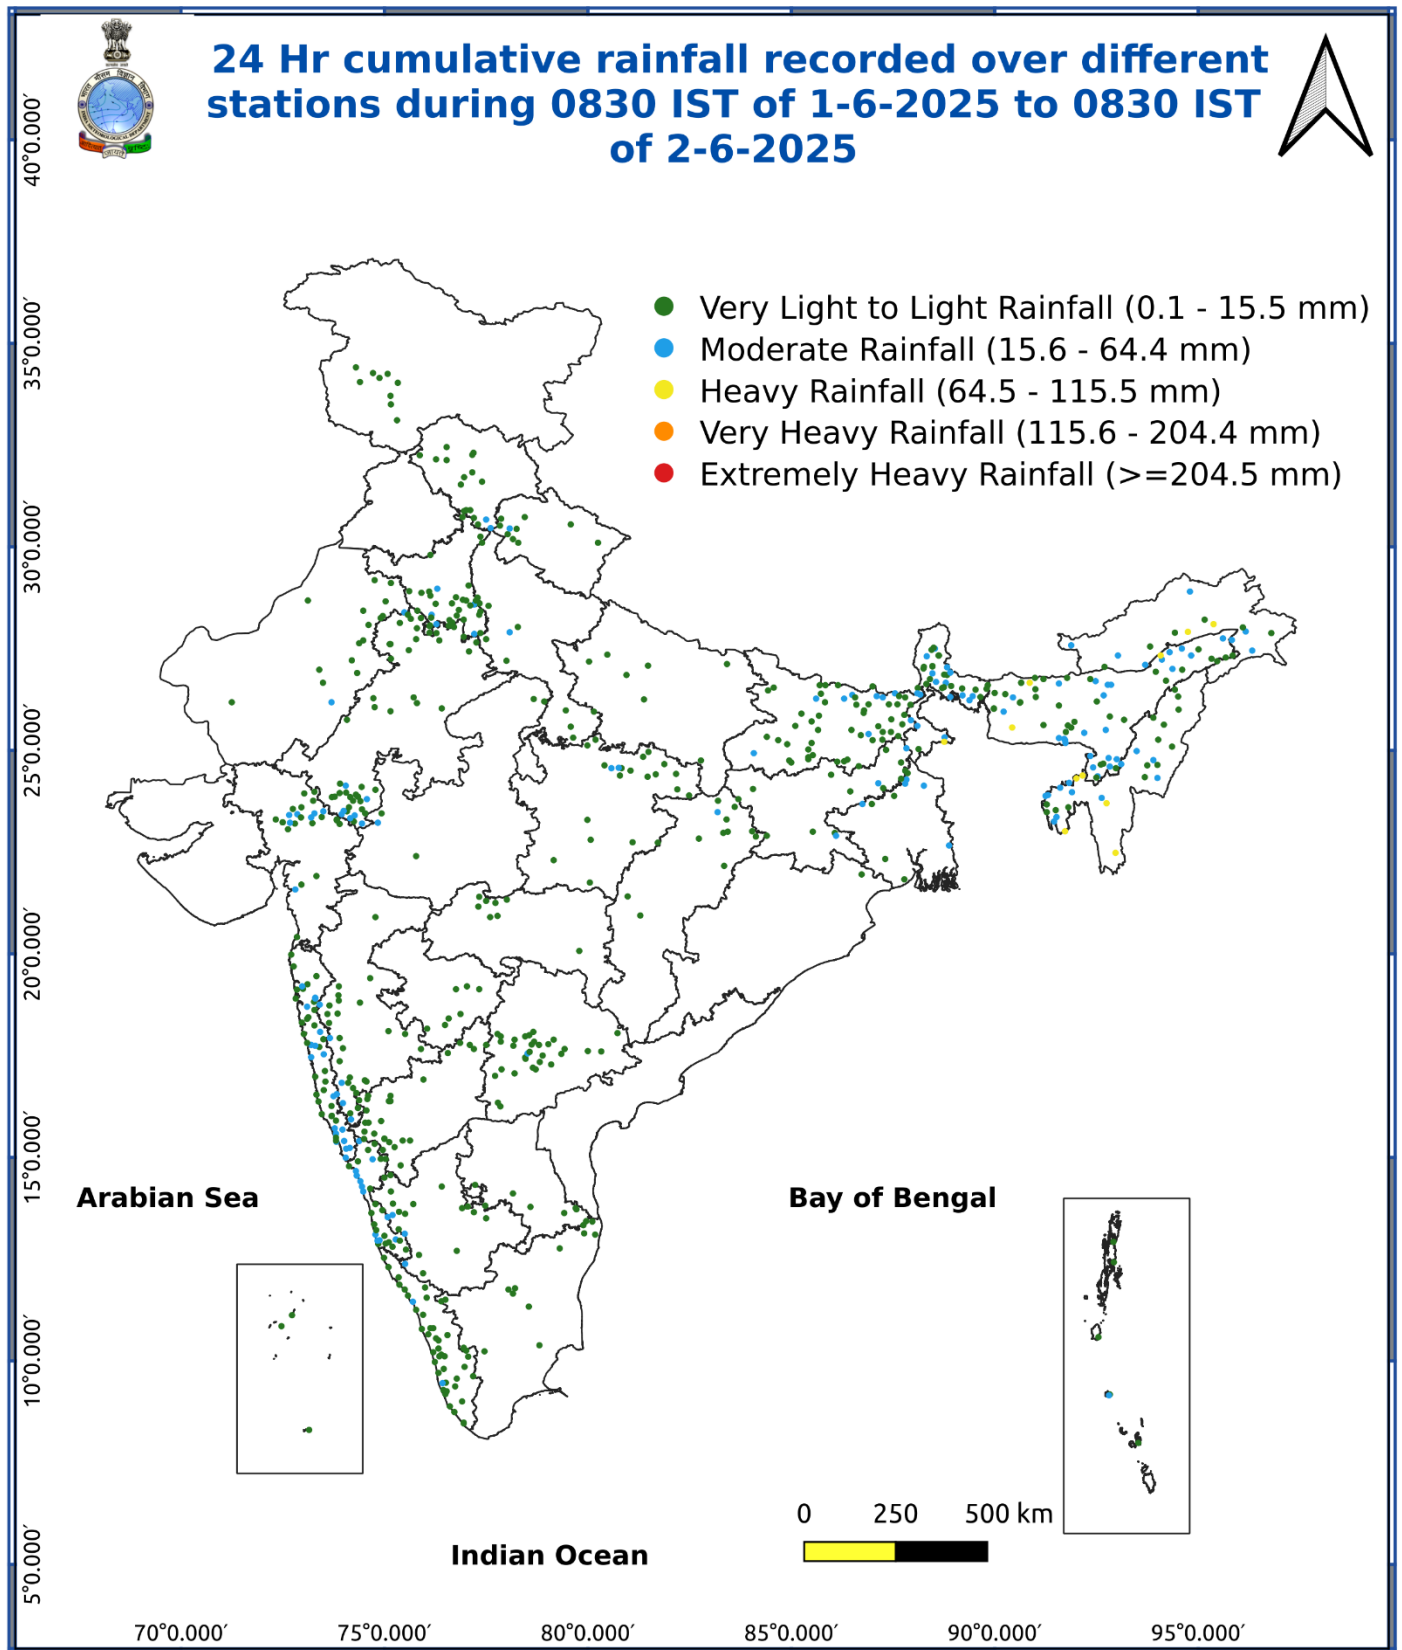 24 Hr cumulative rainfall recorded over different
stations during 0830 IST of 1-6-2025 to 0830 IST
of 2-6-2025
Very Light to Light Rainfall (0.1 - 15.5 mm)
Moderate Rainfall (15.6 - 64.4 mm)
Heavy Rainfall (64.5 - 115.5 mm)
Very Heavy Rainfall (115.6 - 204.4 mm)
Extremely Heavy Rainfall (>=204.5 mm)
40°0.000′
35°0.000′
30°0.000′
25°0.000′
20°0.000′
15°0.000′
10°0.000′
5°0.000′
Arabian Sea
Bay of Bengal
Indian Ocean
0 250 500 km
70°0.000′ 75°0.000′ 80°0.000′ 85°0.000′ 90°0.000′ 95°0.000′